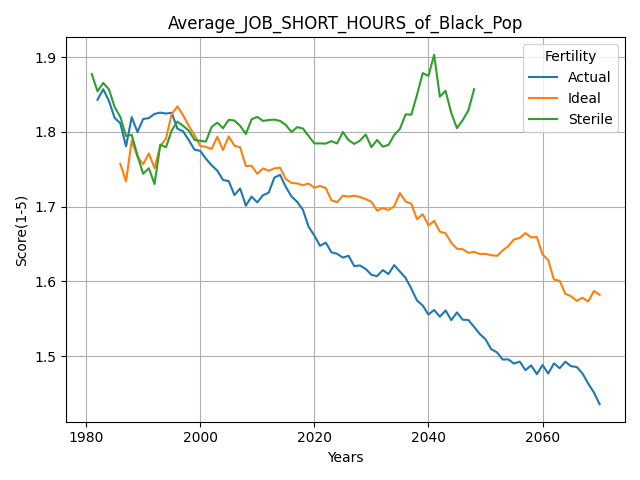 Average_JOB_SHORT_HOURS_of_Black_Pop
Fertility
Actual
Ideal
Sterile
Score(1-5)
1.9
1.8
1.7
1.6
1.5
1980
2000
2020
2040
2060
Years